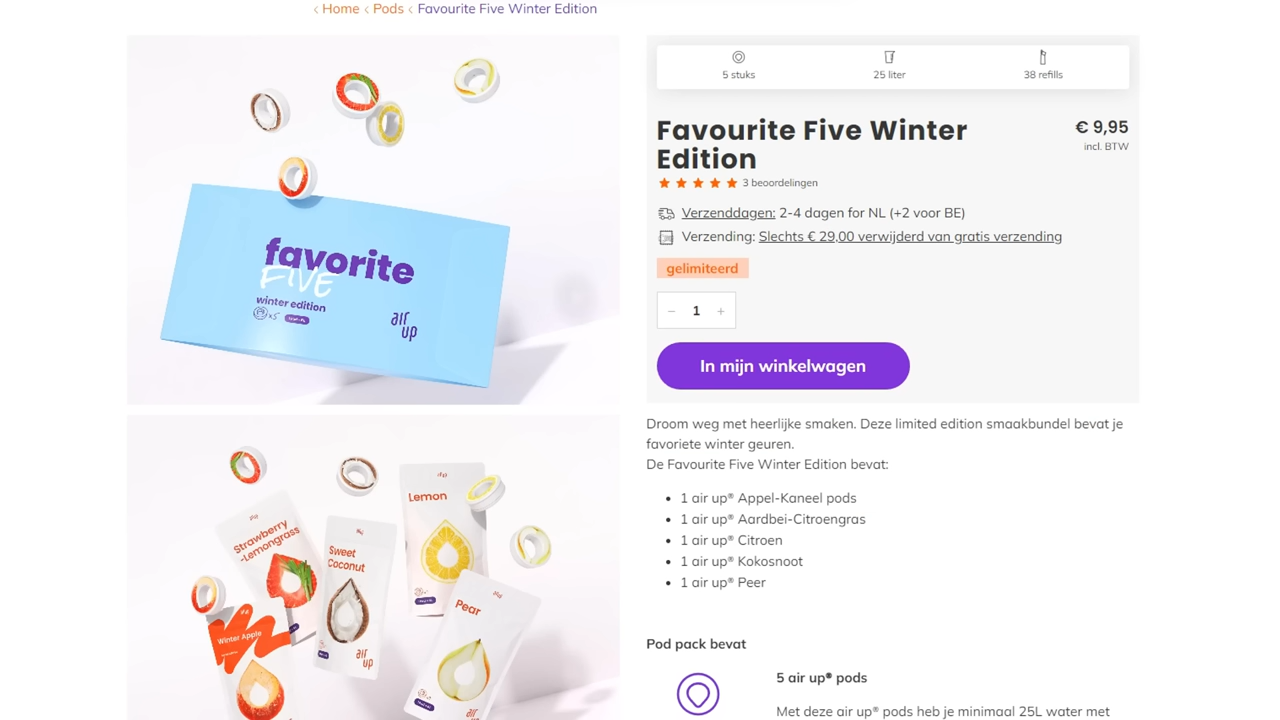 Home Pods Favourite Five Winter Edition
5 stuks
25 liter
38 refills
Favourite Five Winter
Edition
€ 9,95
incl. BTW
3 beoordelingen
Verzenddagen: 2-4 dagen for NL (+2 voor BE)
Verzending: Slechts € 29,00 verwijderd van gratis verzending
gelimiteerd
− 1 +
In mijn winkelwagen
favorite
FIVE
winter edition
x5
air
up
Droom weg met heerlijke smaken. Deze limited edition smaakbundel bevat je
favoriete winter geuren.
De Favourite Five Winter Edition bevat:
• 1 air up® Appel-Kaneel pods
• 1 air up® Aardbei-Citroengras
• 1 air up® Citroen
• 1 air up® Kokosnoot
• 1 air up® Peer
Strawberry
-Lemongrass
Sweet
Coconut
air
up
Lemon
Pear
air
Winter Apple
Pod pack bevat
5 air up® pods
Met deze air up® pods heb je minimaal 25L water met